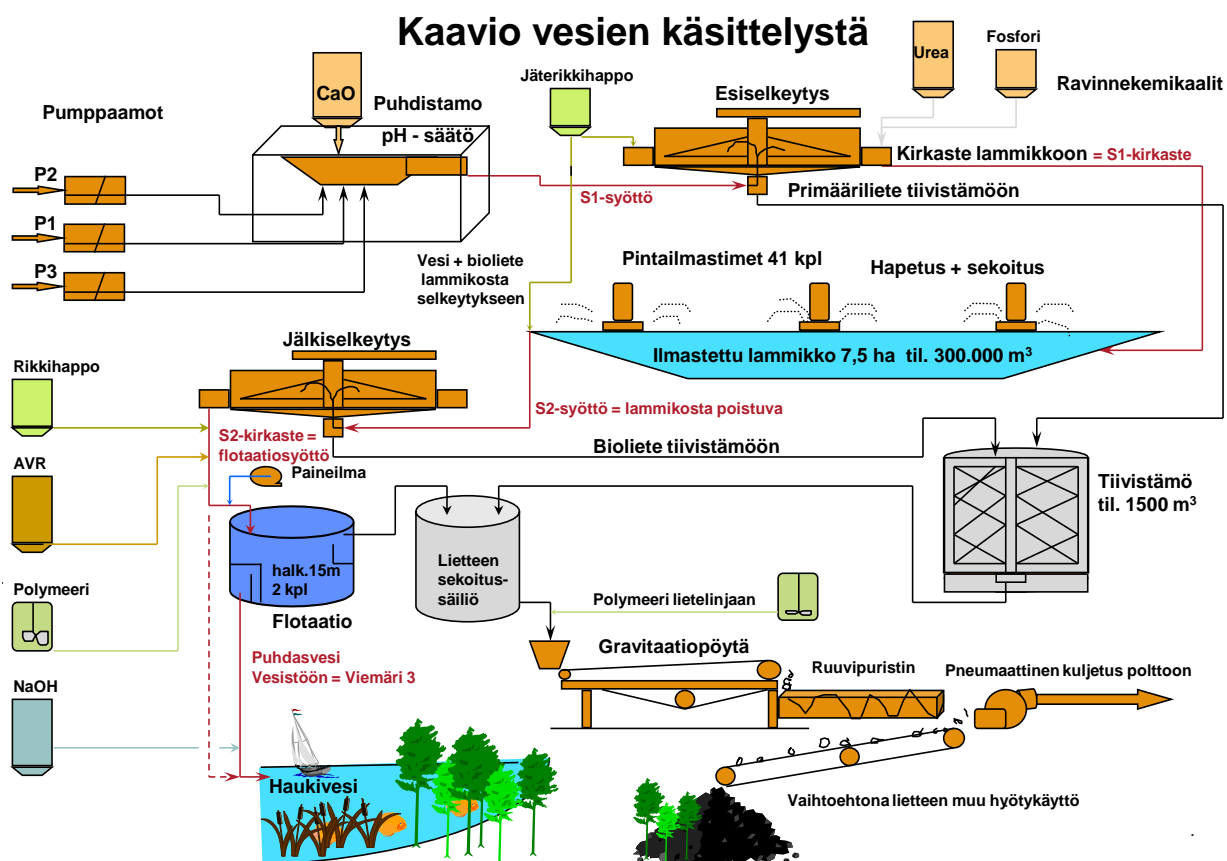 Kaavio vesien käsittelystä
Urea
Fosfori
Ravinnekemikaalit
Jäterikkihappo
Esiselkeytys
CaO
Puhdistamo
pH - säätö
Pumppaamot
P2
P1
P3
S1-syöttö
Kirkaste lammikkoon = S1-kirkaste
Primääriliete tiivistämöön
Vesi + bioliete
lammikosta
selkeytykseen
Pintailmastimet 41 kpl
Hapetus + sekoitus
Ilmastettu lammikko 7,5 ha til. 300.000 m³
Jälkiselkeytys
Rikkihappo
S2-syöttö = lammikosta poistuva
S2-kirkaste =
flotaatiosyöttö
Bioliete tiivistämöön
AVR
Paineilma
Tiivistämö
til. 1500 m³
halk.15m
2 kpl
Flotaatio
Lietteen
sekoitus-
säiliö
Polymeeri
Polymeeri lietelinjaan
Gravitaatiopöytä
Puhdasvesi
Vesistöön = Viemäri 3
Ruuvipuristin
Pneumaattinen kuljetus polttoon
NaOH
Haukivesi
Vaihtoehtona lietteen muu hyötykäyttö